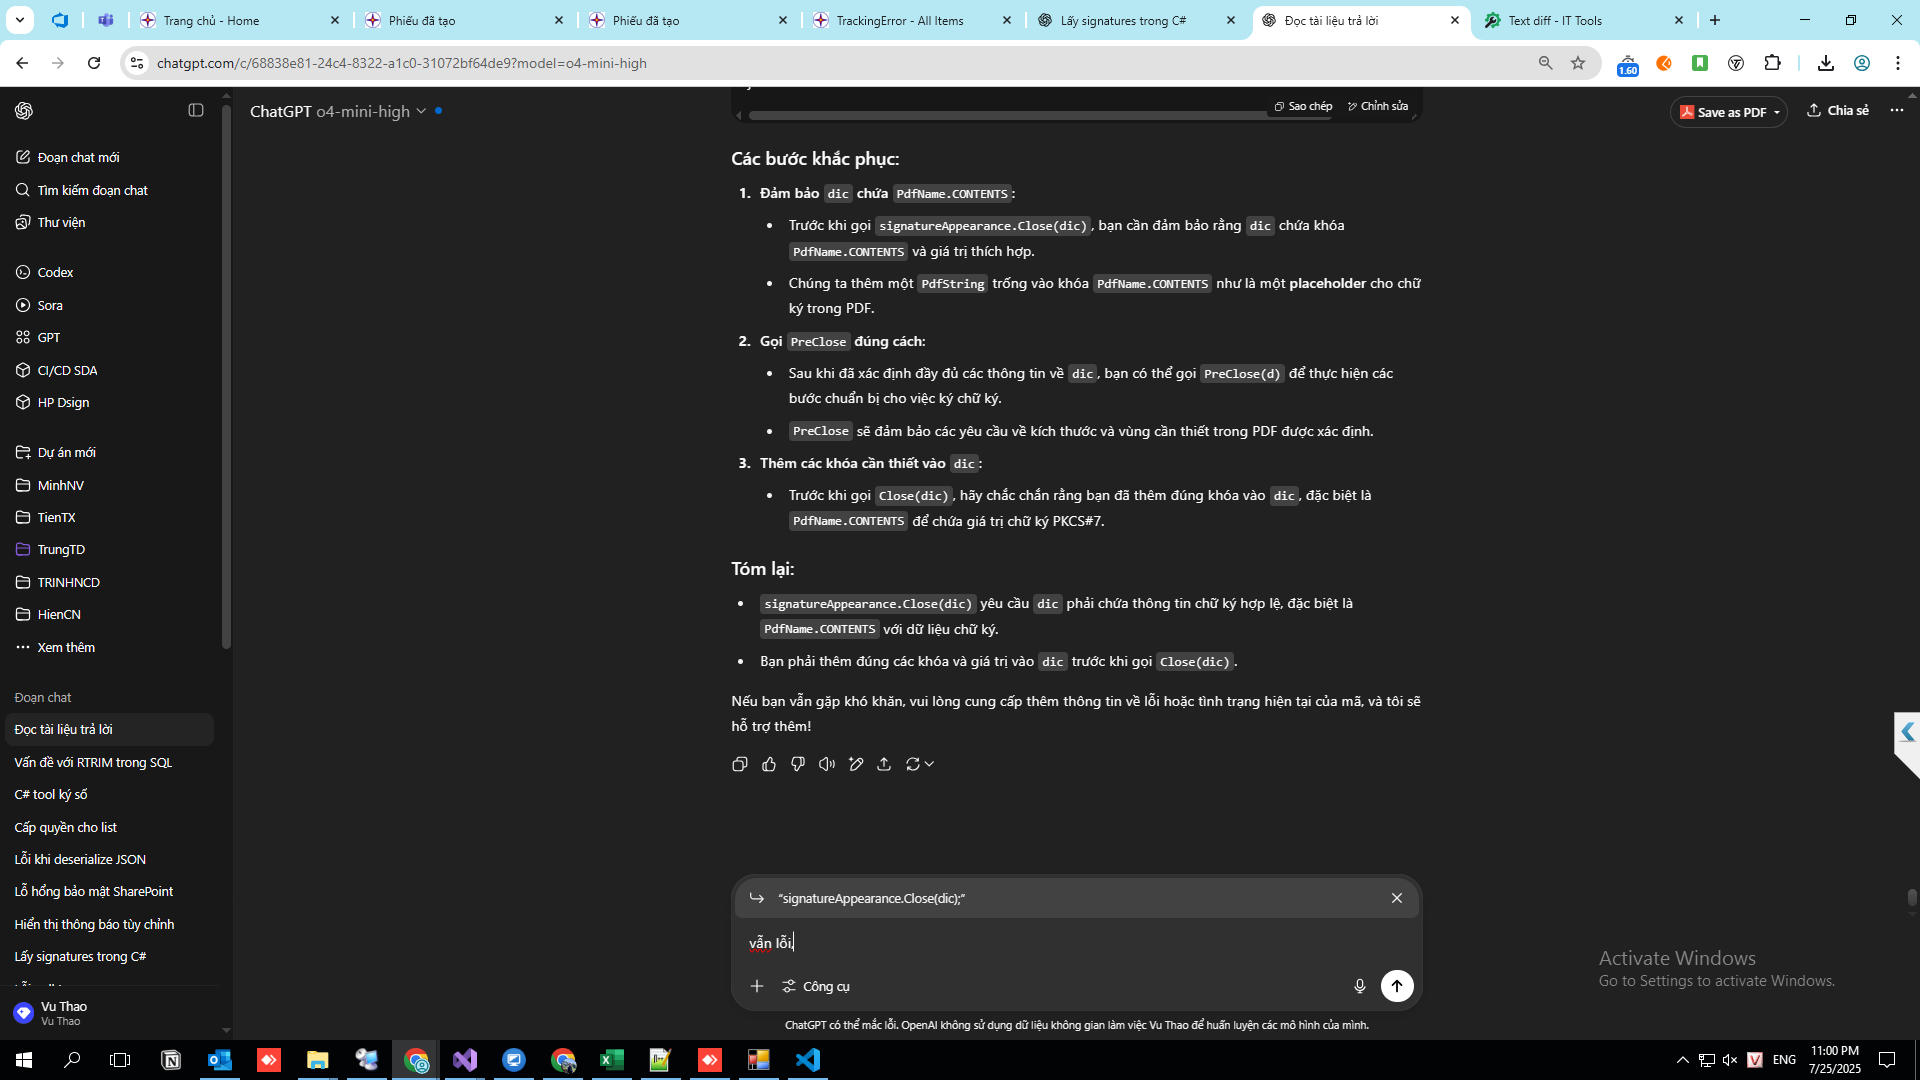 Trang chủ - Home
Phiếu đã tạo
Phiếu đã tạo
TrackingError - All Items
Lấy signatures trong C#
Đọc tài liệu trả lời
Text diff - IT Tools
chatgpt.com/c/68838e81-24c4-8322-a1c0-31072bf64de9?model=o4-mini-high
1.60
ChatGPT o4-mini-high
Sao chép
Chỉnh sửa
Save as PDF
Chia sẻ
Đoạn chat mới
Tìm kiếm đoạn chat
Thư viện
Codex
Sora
GPT
CI/CD SDA
HP Dsign
Dự án mới
MinhNV
TienTX
TrungTD
TRINHNCD
HienCN
Xem thêm
Đoạn chat
Đọc tài liệu trả lời
Vấn đề với RTRIM trong SQL
C# tool ký số
Cấp quyền cho list
Lỗi khi deserialize JSON
Lỗ hổng bảo mật SharePoint
Hiển thị thông báo tùy chỉnh
Lấy signatures trong C#
Vu Thao
Vu Thao
Các bước khắc phục:
1. Đảm bảo dic chứa PdfName.CONTENTS:
Trước khi gọi signatureAppearance.Close(dic), bạn cần đảm bảo rằng dic chứa khóa
PdfName.CONTENTS và giá trị thích hợp.
Chúng ta thêm một PdfString trống vào khóa PdfName.CONTENTS như là một placeholder cho chữ
ký trong PDF.
2. Gọi PreClose đúng cách:
Sau khi đã xác định đầy đủ các thông tin về dic, bạn có thể gọi PreClose(d) để thực hiện các
bước chuẩn bị cho việc ký chữ ký.
PreClose sẽ đảm bảo các yêu cầu về kích thước và vùng cần thiết trong PDF được xác định.
3. Thêm các khóa cần thiết vào dic:
Trước khi gọi Close(dic), hãy chắc chắn rằng bạn đã thêm đúng khóa vào dic, đặc biệt là
PdfName.CONTENTS để chứa giá trị chữ ký PKCS#7.
Tóm lại:
signatureAppearance.Close(dic) yêu cầu dic phải chứa thông tin chữ ký hợp lệ, đặc biệt là
PdfName.CONTENTS với dữ liệu chữ ký.
Bạn phải thêm đúng các khóa và giá trị vào dic trước khi gọi Close(dic).
Nếu bạn vẫn gặp khó khăn, vui lòng cung cấp thêm thông tin về lỗi hoặc tình trạng hiện tại của mã, và tôi sẽ
hỗ trợ thêm!
“signatureAppearance.Close(dic);”
vẫn lỗi,
Công cụ
ChatGPT có thể mắc lỗi. OpenAI không sử dụng dữ liệu không gian làm việc Vu Thao để huấn luyện các mô hình của mình.
Activate Windows
Go to Settings to activate Windows.
ENG
11:00 PM
7/25/2025